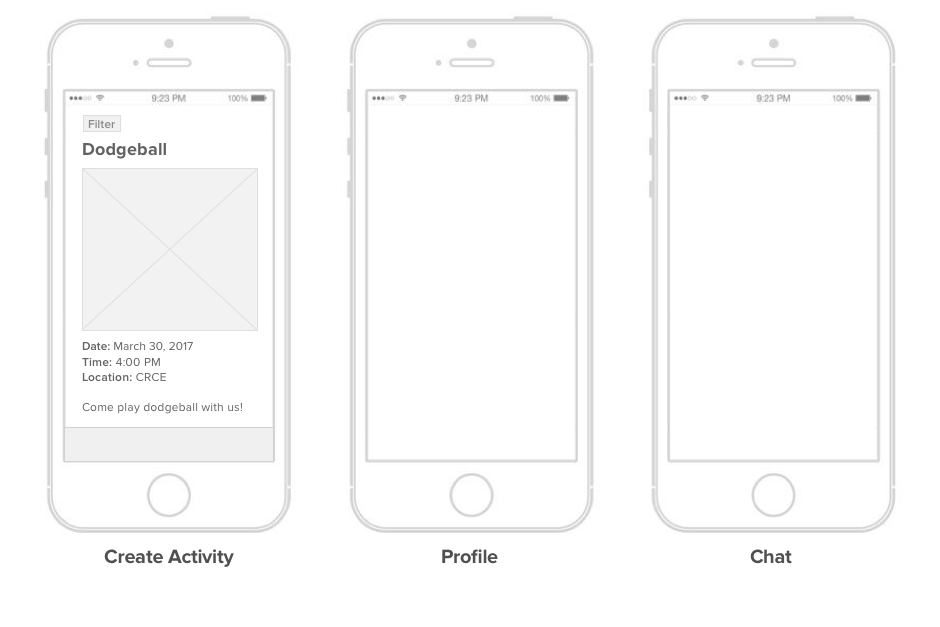 9:23 PM 100%
Filter
Dodgeball
Date: March 30, 2017
Time: 4:00 PM
Location: CRCE
Come play dodgeball with us!
Create Activity
9:23 PM 100%
Profile
9:23 PM 100%
Chat